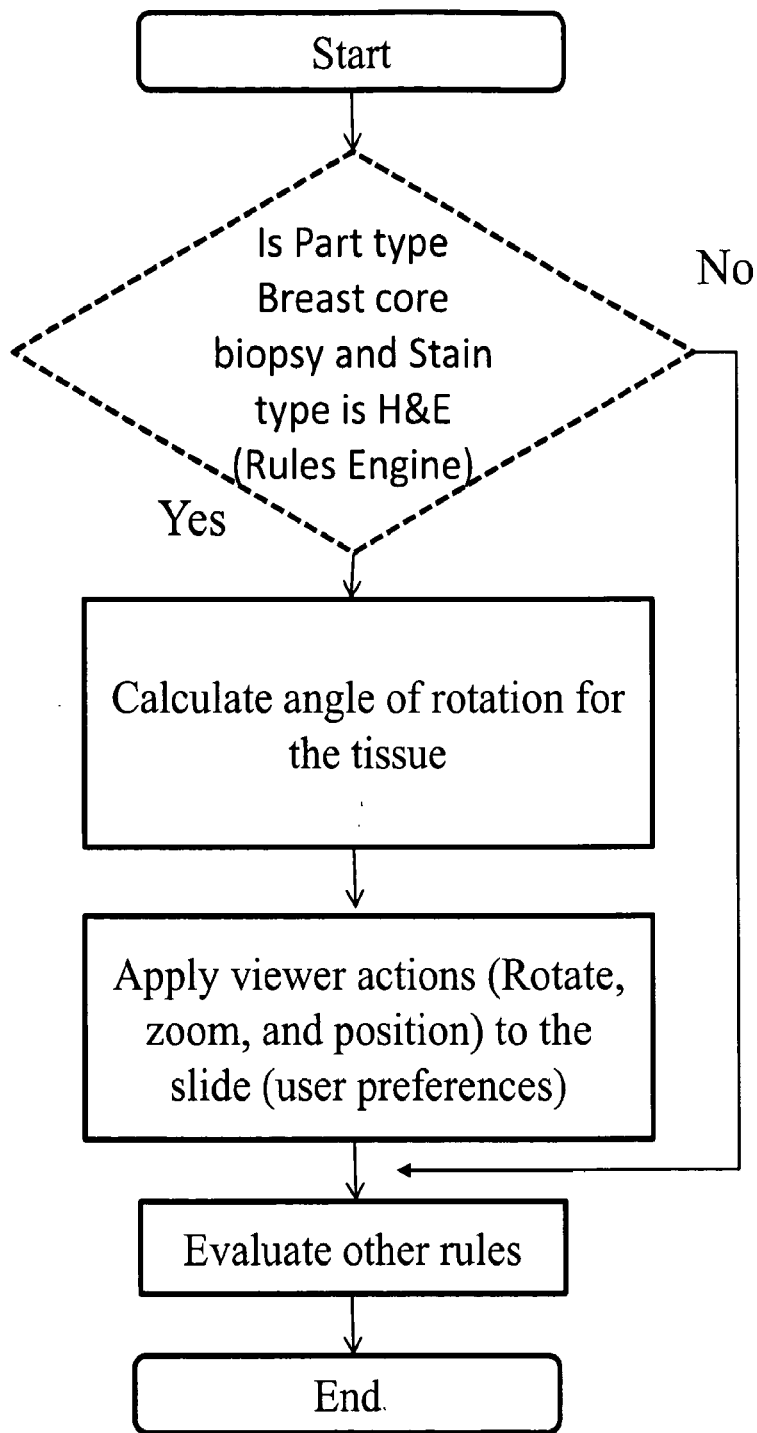 Start
Is Part type
Breast core
biopsy and Stain
type is H&E
(Rules Engine)
No
Yes
Calculate angle of rotation for
the tissue
Apply viewer actions (Rotate,
zoom, and position) to the
slide (user preferences)
Evaluate other rules
End